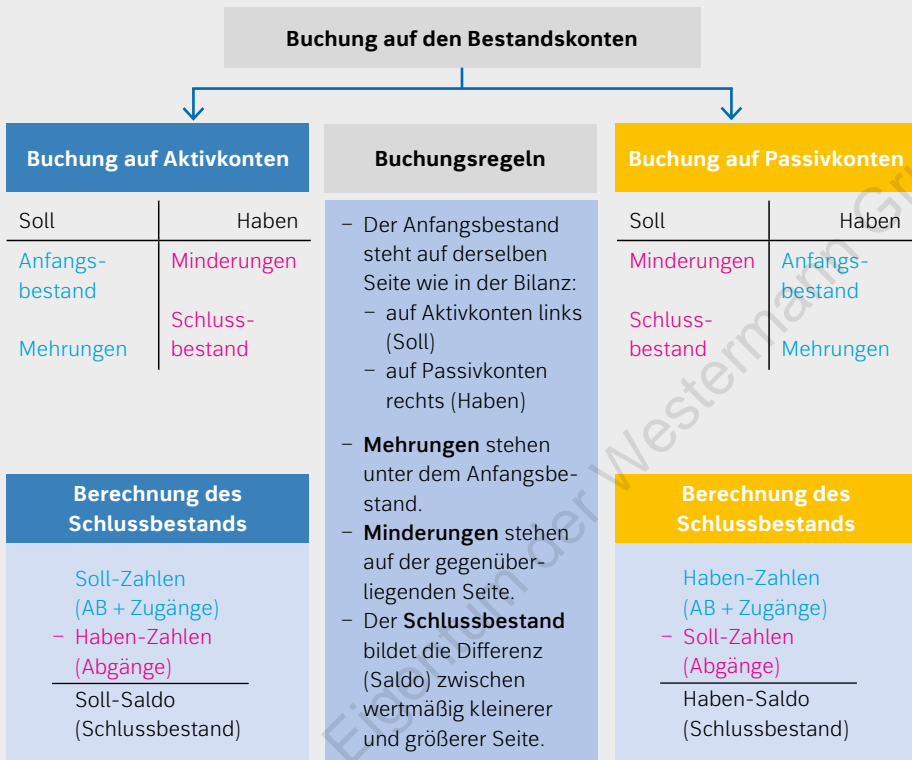 Buchung auf den Bestandskonten
Buchung auf Aktivkonten
Soll Haben
Anfangs-
bestand
Mehrungen
Minderungen
Schluss-
bestand
Berechnung des
Schlussbestands
Soll-Zahlen
(AB + Zugänge)
– Haben-Zahlen
(Abgänge)
Soll-Saldo
(Schlussbestand)
Buchungsregeln
– Der Anfangsbestand
steht auf derselben
Seite wie in der Bilanz:
– auf Aktivkonten links
(Soll)
– auf Passivkonten
rechts (Haben)
– Mehrungen stehen
unter dem Anfangsbe-
stand.
– Minderungen stehen
auf der gegenüber-
liegenden Seite.
– Der Schlussbestand
bildet die Differenz
(Saldo) zwischen
wertmäßig kleinerer
und größerer Seite.
Buchung auf Passivkonten
Soll Haben
Minderungen
Schluss-
bestand
Anfangs-
bestand
Mehrungen
Berechnung des
Schlussbestands
Haben-Zahlen
(AB + Zugänge)
– Soll-Zahlen
(Abgänge)
Haben-Saldo
(Schlussbestand)
Eigentum der Westermann